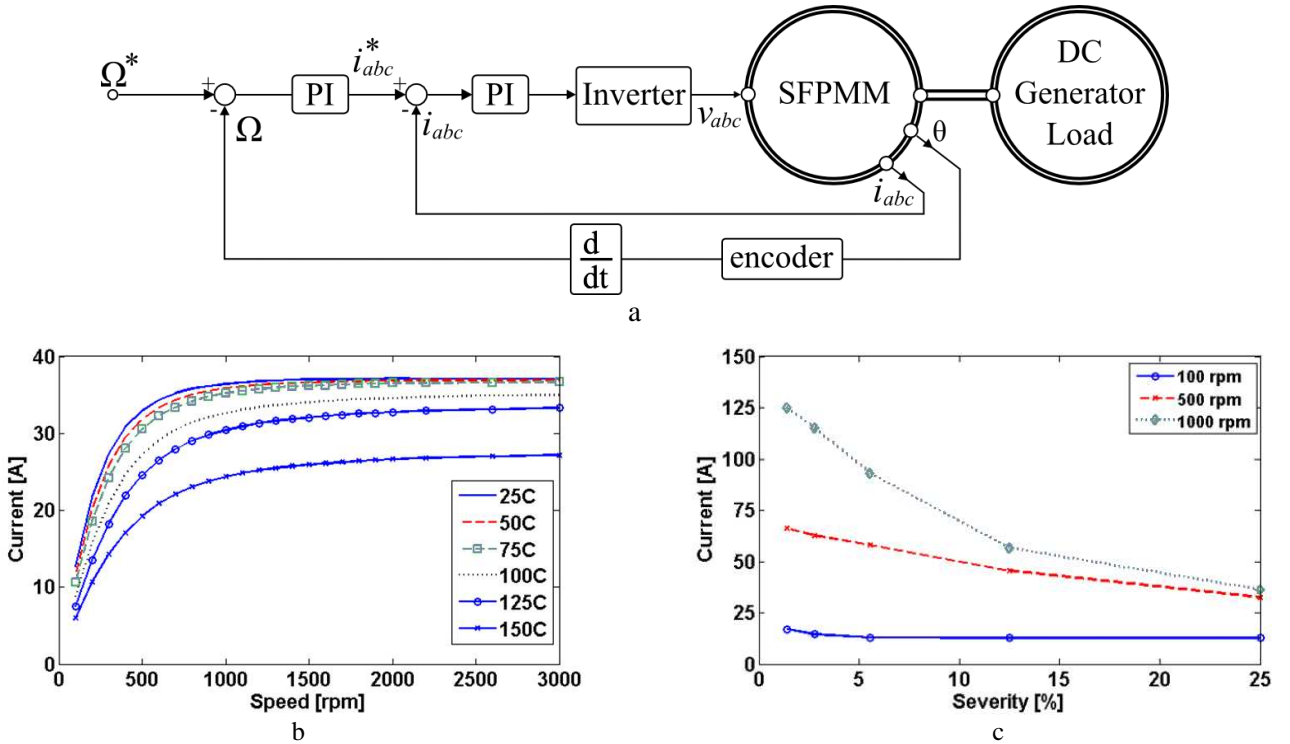 Ω*
+
-
Ω
PI
i*abc
+
-
iabc
PI
Inverter
vabc
SFPMM
θ
iabc
DC
Generator
Load
d
dt
encoder
a
40
30
20
10
0
Current [A]
0
500
1000
1500
2000
2500
3000
Speed [rpm]
25C
50C
75C
100C
125C
150C
b
150
125
100
75
50
25
0
Current [A]
0
5
10
15
20
25
Severity [%]
100 rpm
500 rpm
1000 rpm
c